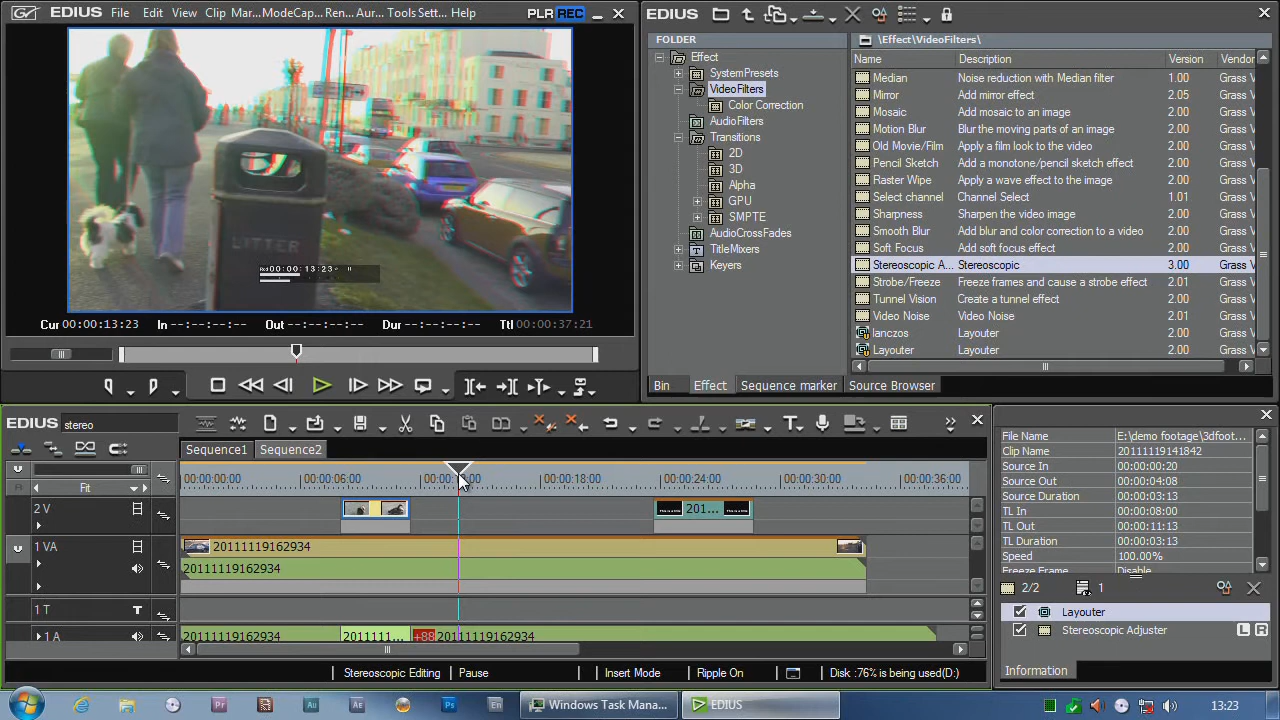 File Edit View Clip Mar... Mode Cap... Ren... Aur... Tools Sett... Help PLR REC
LITTER
Rcd 00:00:13:23
Cur 00:00:13:23 In --:--:--:-- Out --:--:--:-- Dur --:--:--:-- Ttl 00:00:37:21
EDIUS
FOLDER
Effect
SystemPresets
VideoFilters
Color Correction
AudioFilters
Transitions
2D
3D
Alpha
GPU
SMPTE
AudioCrossFades
TitleMixers
Keyers
\Effect\VideoFilters\
Name Description Version Vendor
Median Noise reduction with Median filter 1.00 Grass V
Mirror Add mirror effect 2.05 Grass V
Mosaic Add mosaic to an image 2.00 Grass V
Motion Blur Blur the moving parts of an image 2.00 Grass V
Old Movie/Film Apply a film look to the video 2.00 Grass V
Pencil Sketch Add a monotone/pencil sketch effect 2.00 Grass V
Raster Wipe Apply a wave effect to the image 2.00 Grass V
Select channel Channel Select 1.01 Grass V
Sharpness Sharpen the video image 2.00 Grass V
Smooth Blur Add blur and color correction to a video 2.00 Grass V
Soft Focus Add soft focus effect 2.00 Grass V
Stereoscopic A... Stereoscopic 3.00 Grass V
Strobe/Freeze Freeze frames and cause a strobe effect 2.01 Grass V
Tunnel Vision Create a tunnel effect 2.00 Grass V
Video Noise Video Noise 2.01 Grass V
lanczos Layouter 2.00 Grass V
Layouter Layouter 2.00 Grass V
Bin Effect Sequence marker Source Browser
EDIUS stereo
Sequence1 Sequence2
Fit
00:00:00:00 00:00:06:00 00:00:18:00 00:00:24:00 00:00:30:00 00:00:36:00
2 V
201...
1 VA 20111119162934
20111119162934
1 T T
1 A 20111119162934 2011111... +88 20111119162934
Stereoscopic Editing Pause Insert Mode Ripple On Disk :76% is being used(D:)
EDIUS
File Name E:\demo footage\3dfoot...
Clip Name 20111119141842
Source In 00:00:00:20
Source Out 00:00:04:08
Source Duration 00:00:03:13
TL In 00:00:08:00
TL Out 00:00:11:13
TL Duration 00:00:03:13
Speed 100.00%
Freeze Frame Disable
2/2 1
Layouter
Stereoscopic Adjuster L R
Information
Pr Au Ae Ps En Windows Task Mana... EDIUS 13:23